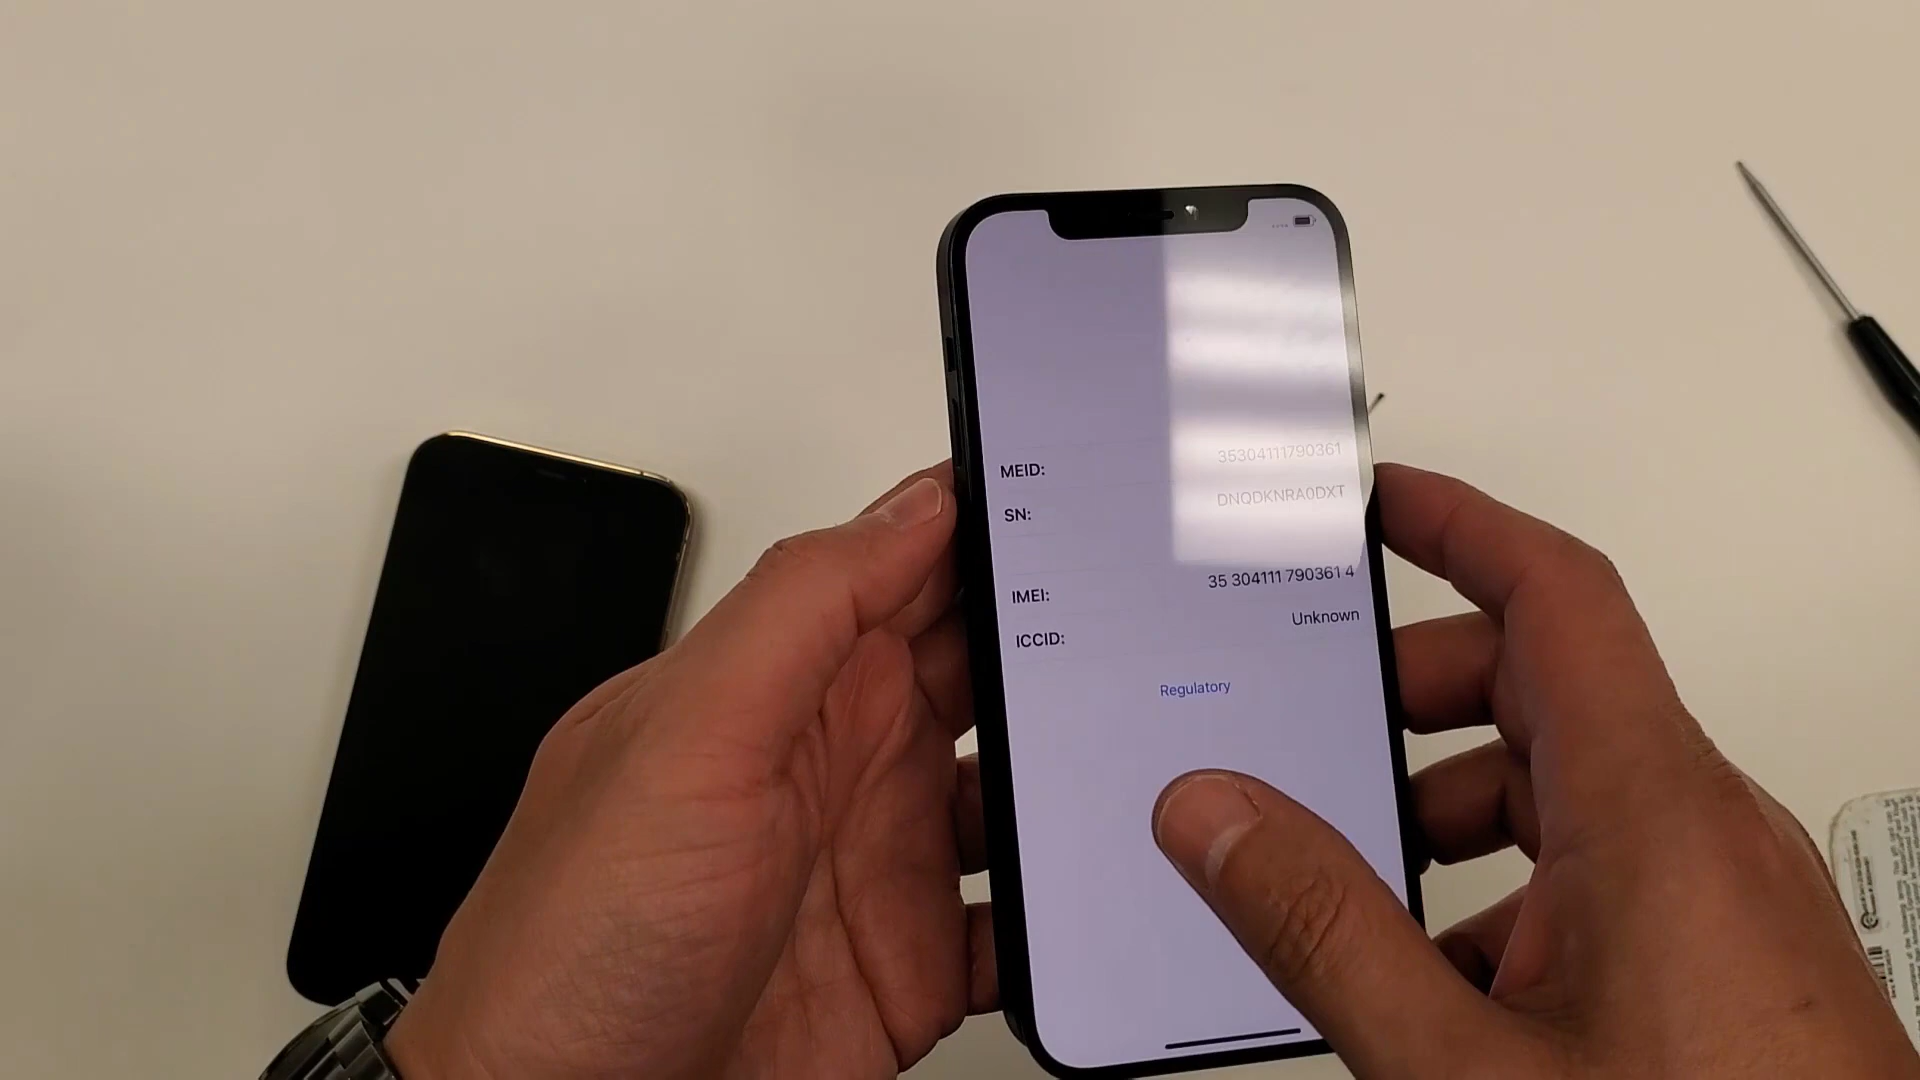 MEID: 35304111790361
SN: DNQDKNRA0DXT
IMEI: 35 304111 790361 4
ICCID: Unknown
Regulatory